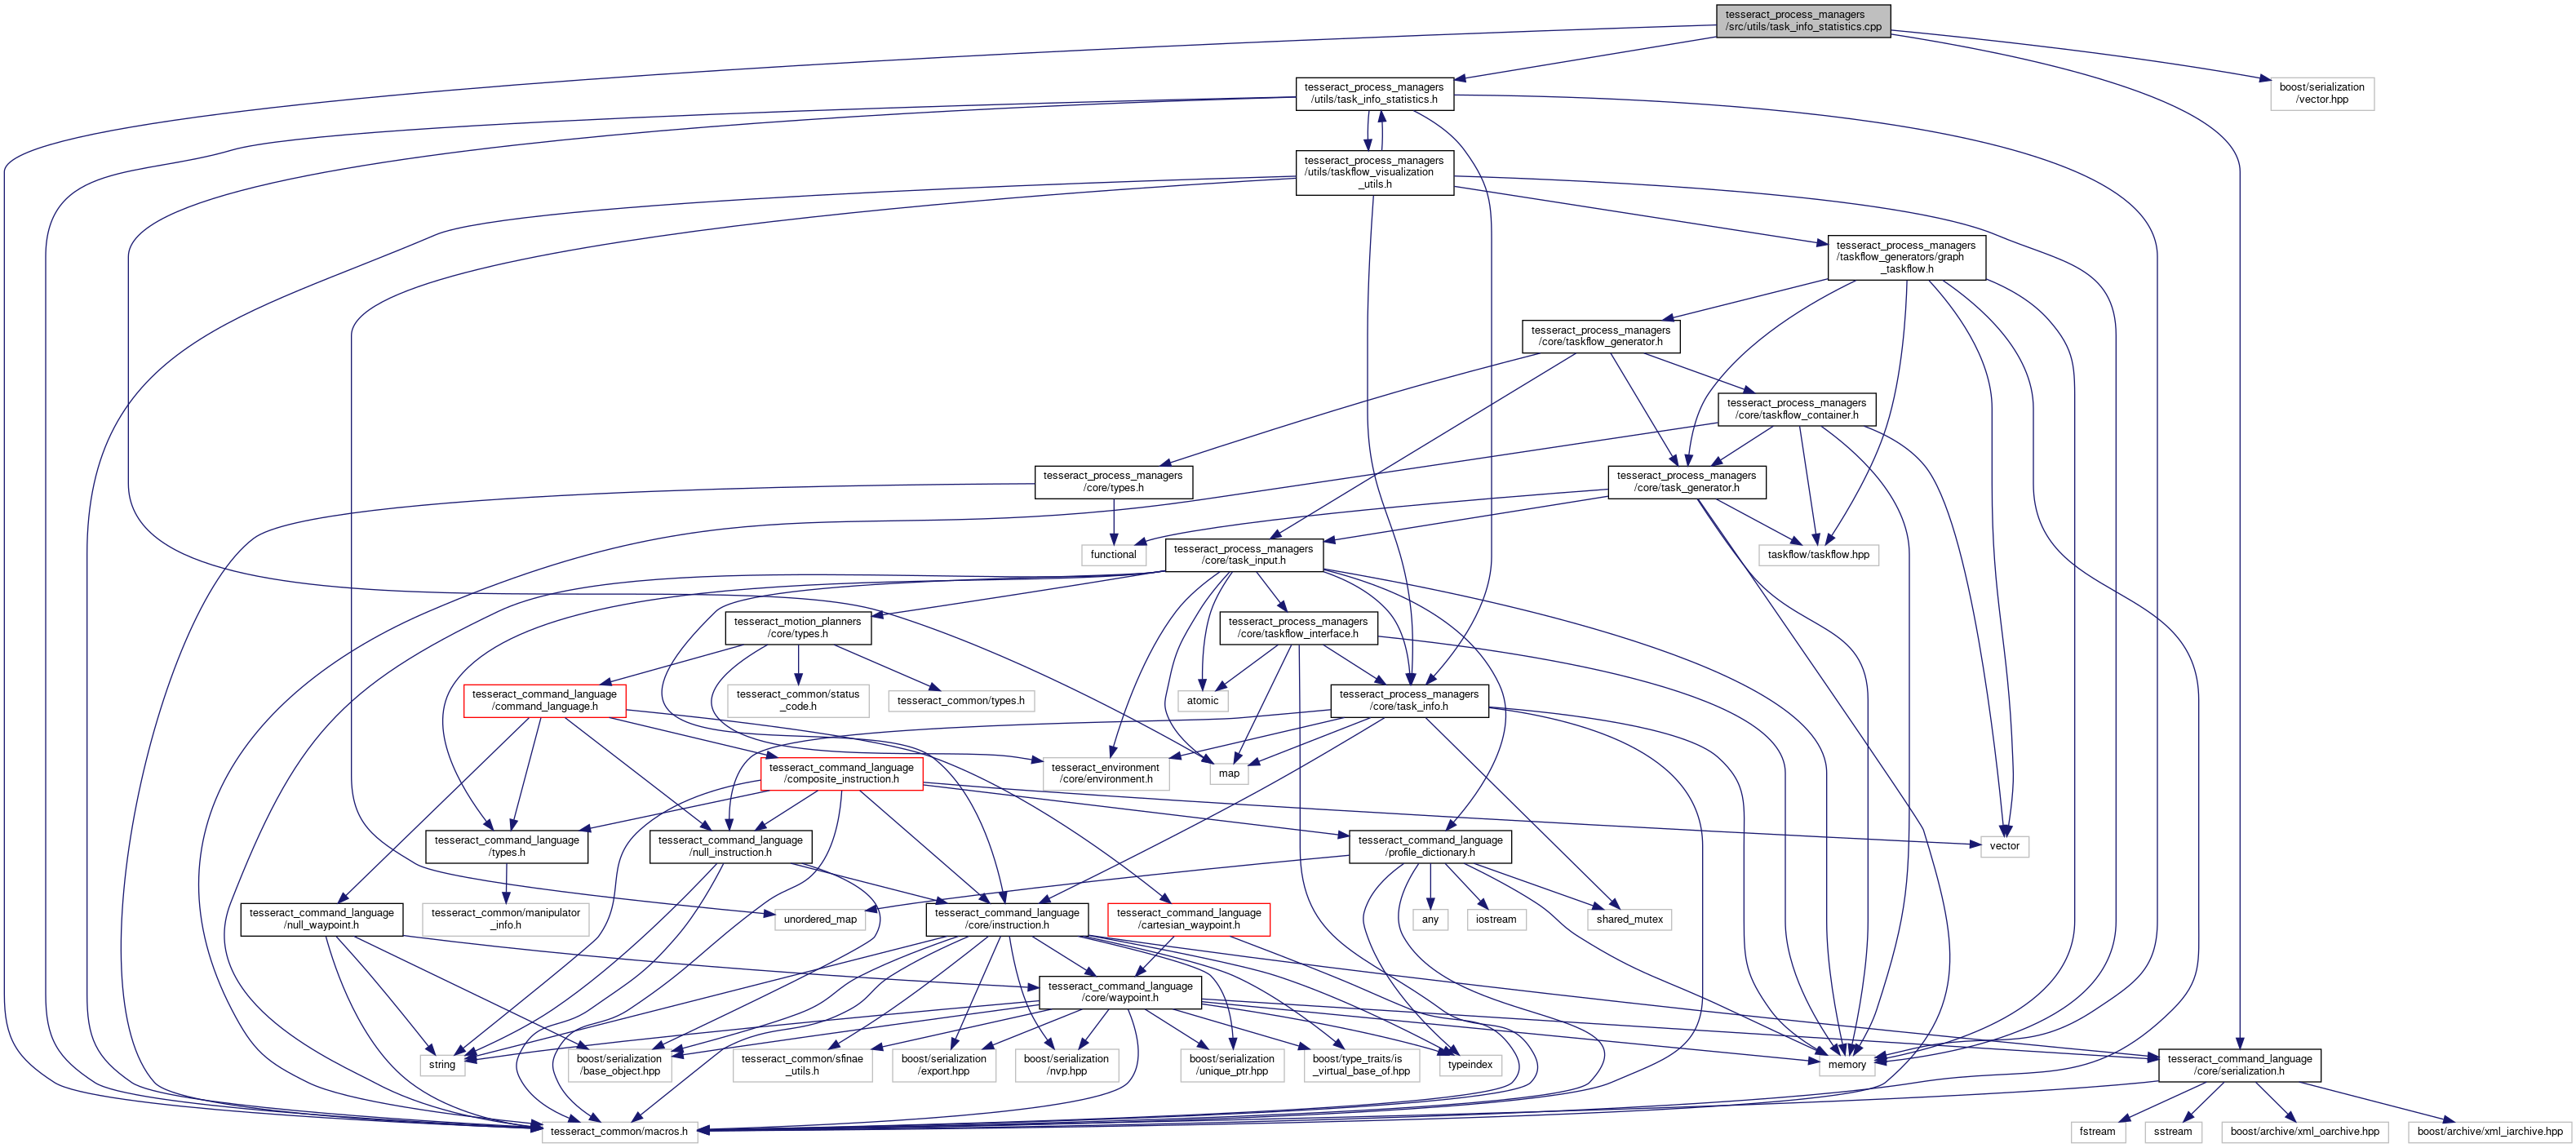 tesseract_process_managers
/src/utils/task_info_statistics.cpp
tesseract_process_managers
/utils/task_info_statistics.h
boost/serialization
/vector.hpp
tesseract_process_managers
/utils/taskflow_visualization
_utils.h
tesseract_process_managers
/taskflow_generators/graph
_taskflow.h
tesseract_process_managers
/core/taskflow_generator.h
tesseract_process_managers
/core/taskflow_container.h
tesseract_process_managers
/core/types.h
tesseract_process_managers
/core/task_generator.h
functional
tesseract_process_managers
/core/task_input.h
taskflow/taskflow.hpp
tesseract_motion_planners
/core/types.h
tesseract_process_managers
/core/taskflow_interface.h
tesseract_command_language
/command_language.h
tesseract_common/status
_code.h
tesseract_common/types.h
atomic
tesseract_process_managers
/core/task_info.h
tesseract_command_language
/composite_instruction.h
tesseract_environment
/core/environment.h
map
tesseract_command_language
/types.h
tesseract_command_language
/null_instruction.h
tesseract_command_language
/profile_dictionary.h
vector
tesseract_command_language
/null_waypoint.h
tesseract_common/manipulator
_info.h
unordered_map
tesseract_command_language
/core/instruction.h
tesseract_command_language
/cartesian_waypoint.h
any
iostream
shared_mutex
tesseract_command_language
/core/waypoint.h
string
boost/serialization
/base_object.hpp
tesseract_common/sfinae
_utils.h
boost/serialization
/export.hpp
boost/serialization
/nvp.hpp
boost/serialization
/unique_ptr.hpp
boost/type_traits/is
_virtual_base_of.hpp
typeindex
memory
tesseract_command_language
/core/serialization.h
tesseract_common/macros.h
fstream
sstream
boost/archive/xml_oarchive.hpp
boost/archive/xml_iarchive.hpp